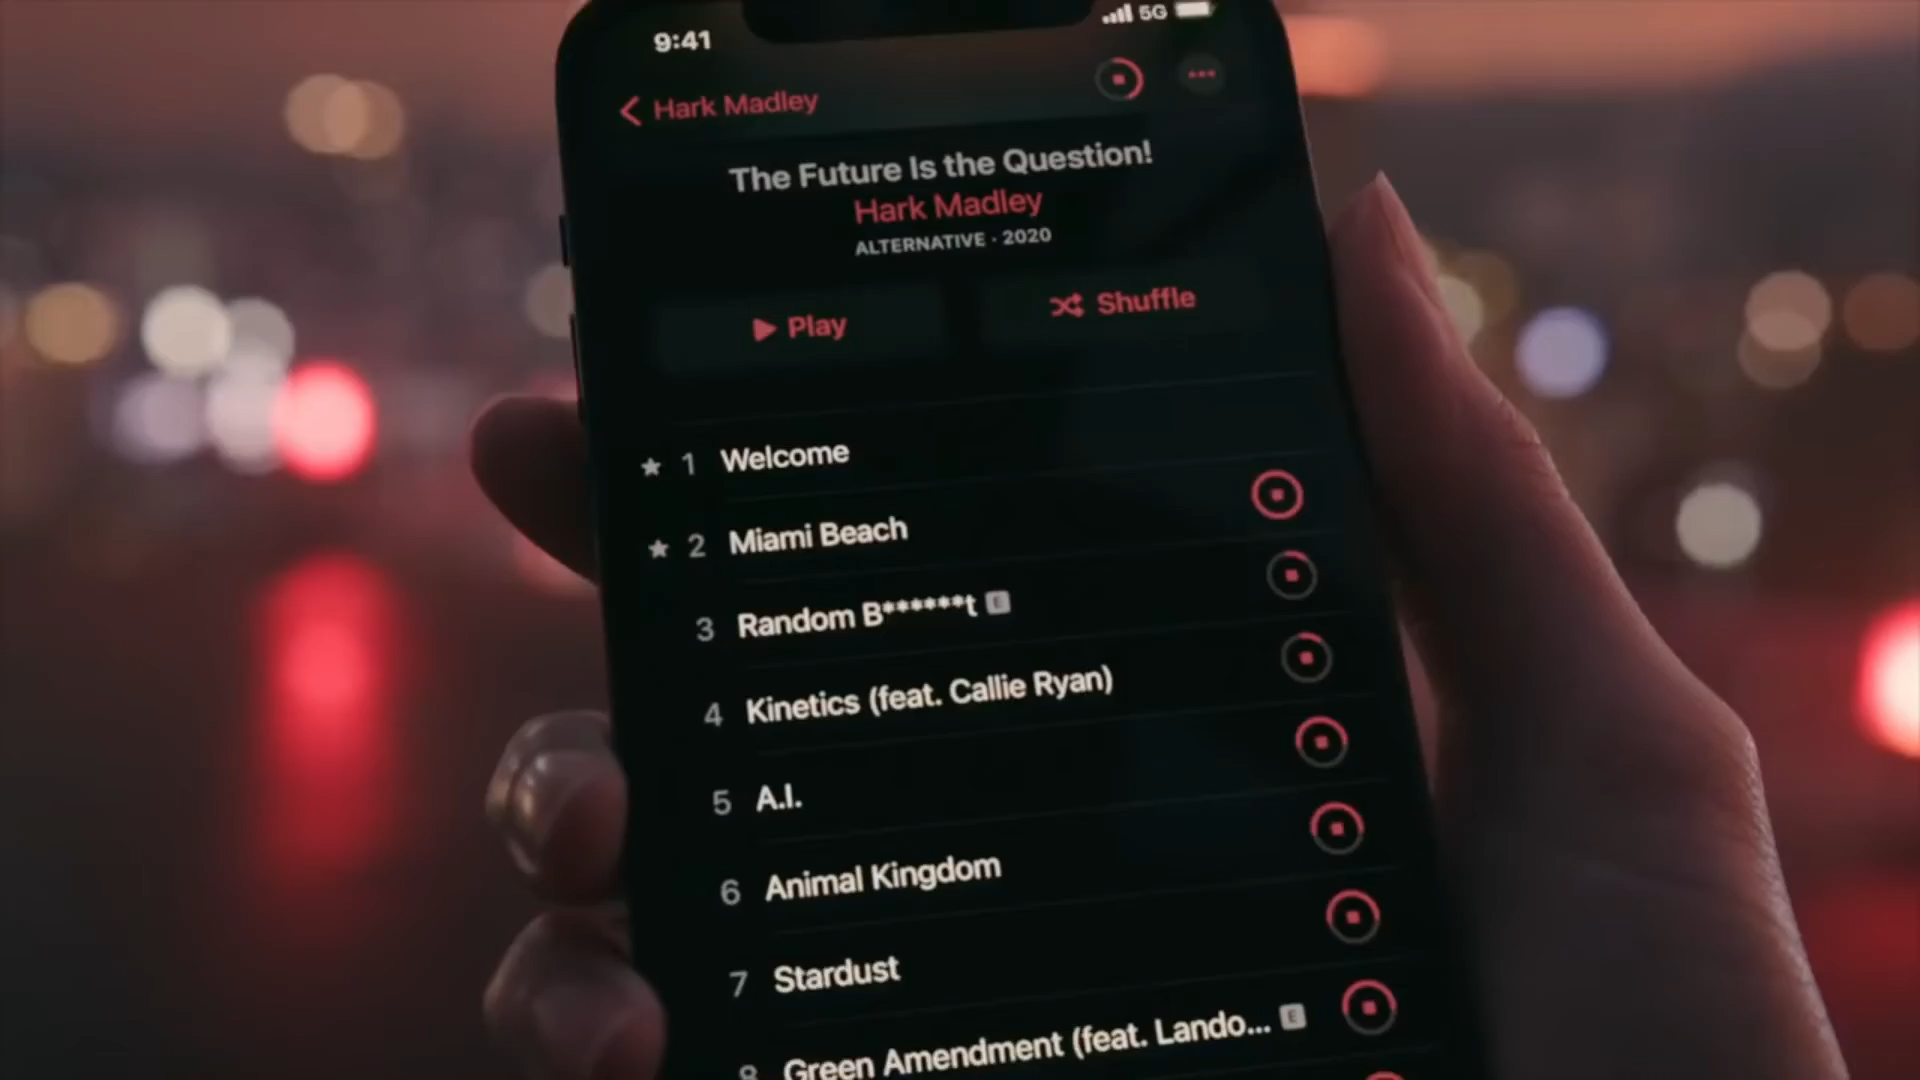 9:41 5G
Hark Madley
The Future Is the Question!
Hark Madley
ALTERNATIVE · 2020
Play Shuffle
1 Welcome
2 Miami Beach
3 Random B******t E
4 Kinetics (feat. Callie Ryan)
5 A.I.
6 Animal Kingdom
7 Stardust
8 Green Amendment (feat. Lando... E